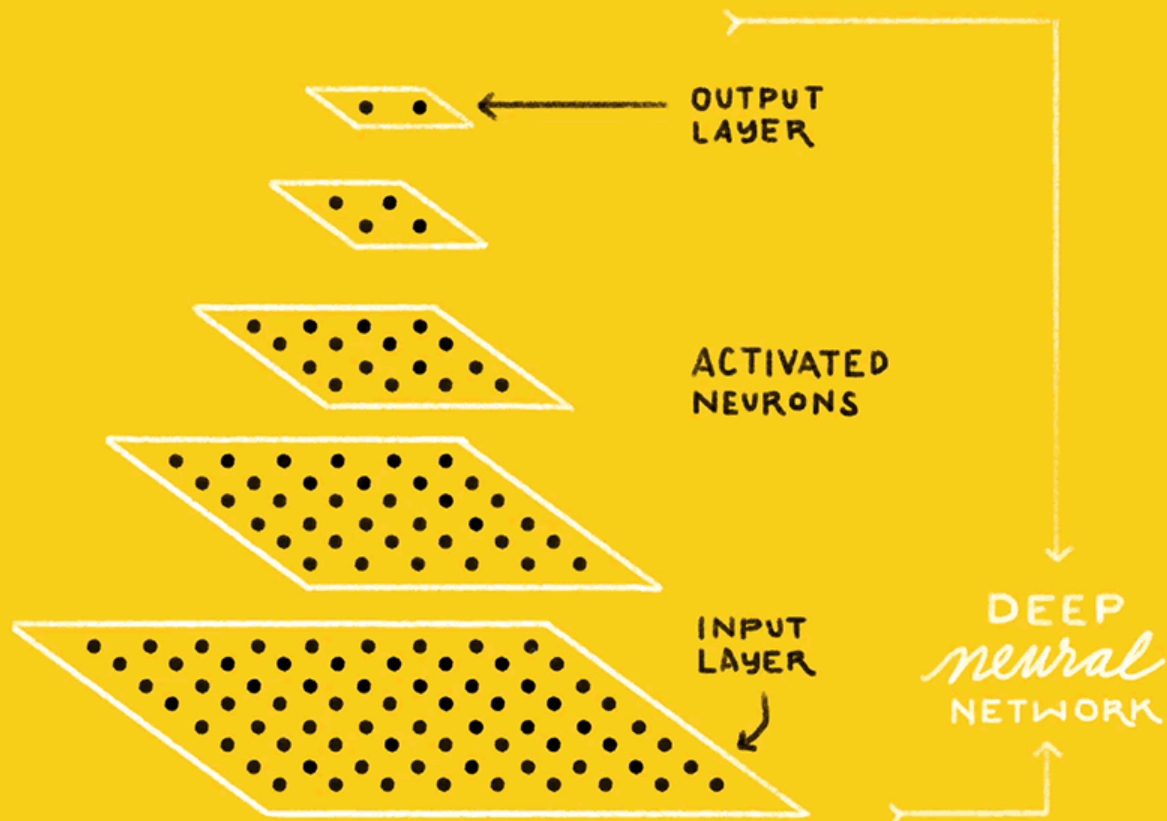 OUTPUT
LAYER
ACTIVATED
NEURONS
INPUT
LAYER
DEEP
neural
NETWORK